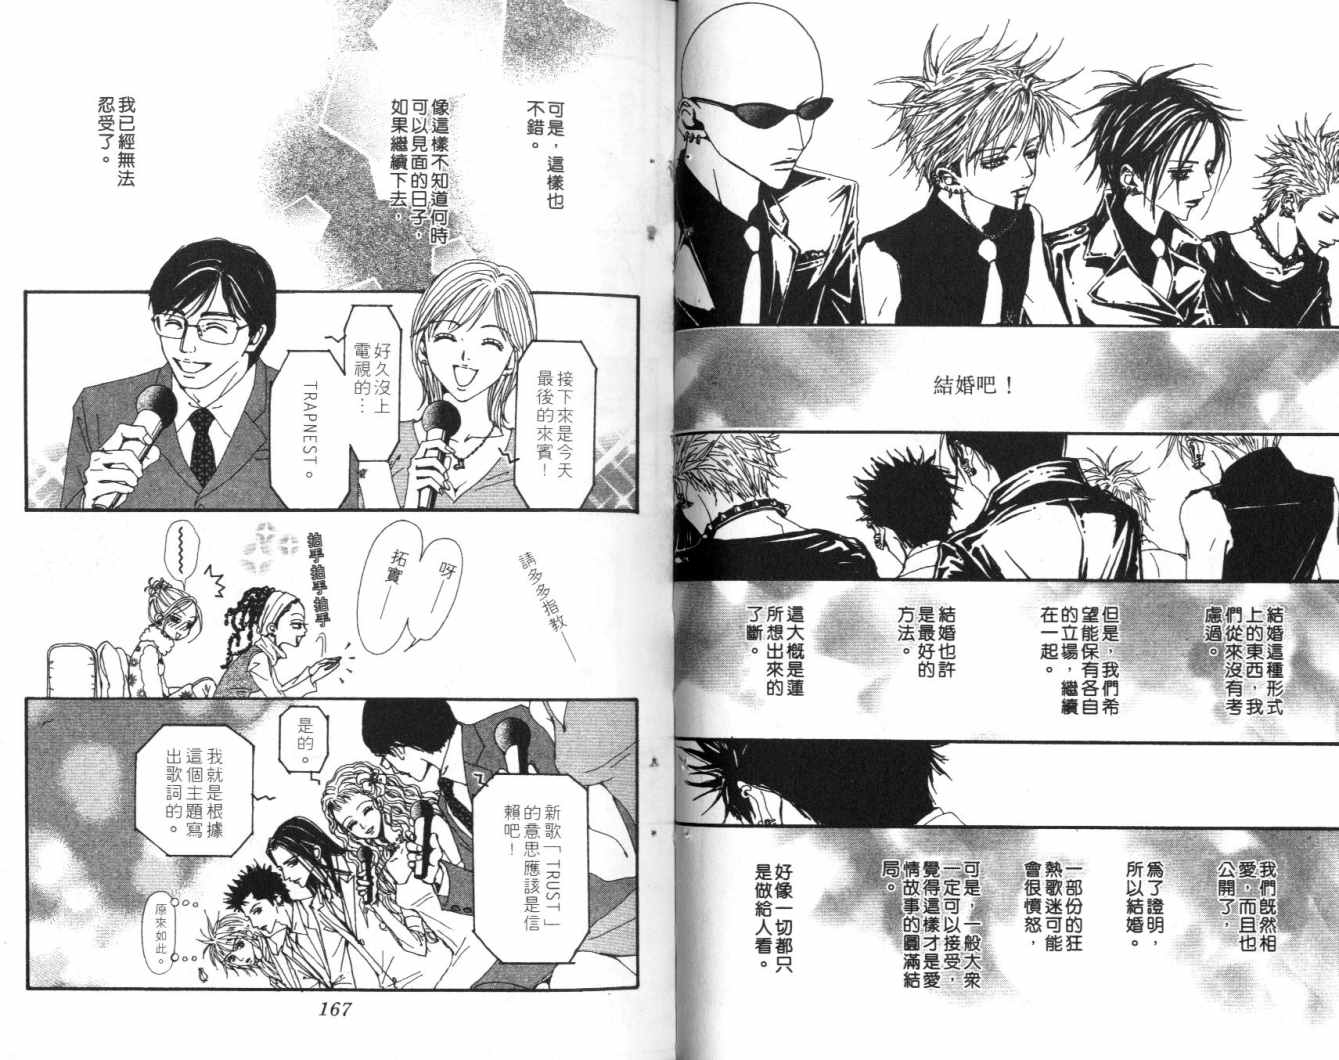 結婚吧！
結婚這種形式
上的東西，我
們從來沒有考
慮過。
但是，我們希
望能保有各自
的立場，繼續
在一起。
結婚也許
是最好的
方法。
這大概是蓮
所想出來的
了斷。
我們既然相
愛，而且也
公開了，
為了證明，
所以結婚。
一部份的狂
熱歌迷可能
會很憤怒，
可是，一般大眾
一定可以接受，
覺得這樣才是愛
情故事的圓滿結
局。
好像一切都只
是做給人看。
可是，這樣也
不錯。
像這樣不知道何時
可以見面的日子，
如果繼續下去，
我已經無法
忍受了。
接下來是今天
最後的來賓！
好久沒上
電視的…
TRAPNEST。
請多多指教——
呀——
拓實——
拍手拍手拍手
新歌「TRUST」
的意思應該是信
賴吧！
是的。
我就是根據
這個主題寫
出歌詞的。
原來如此。
167